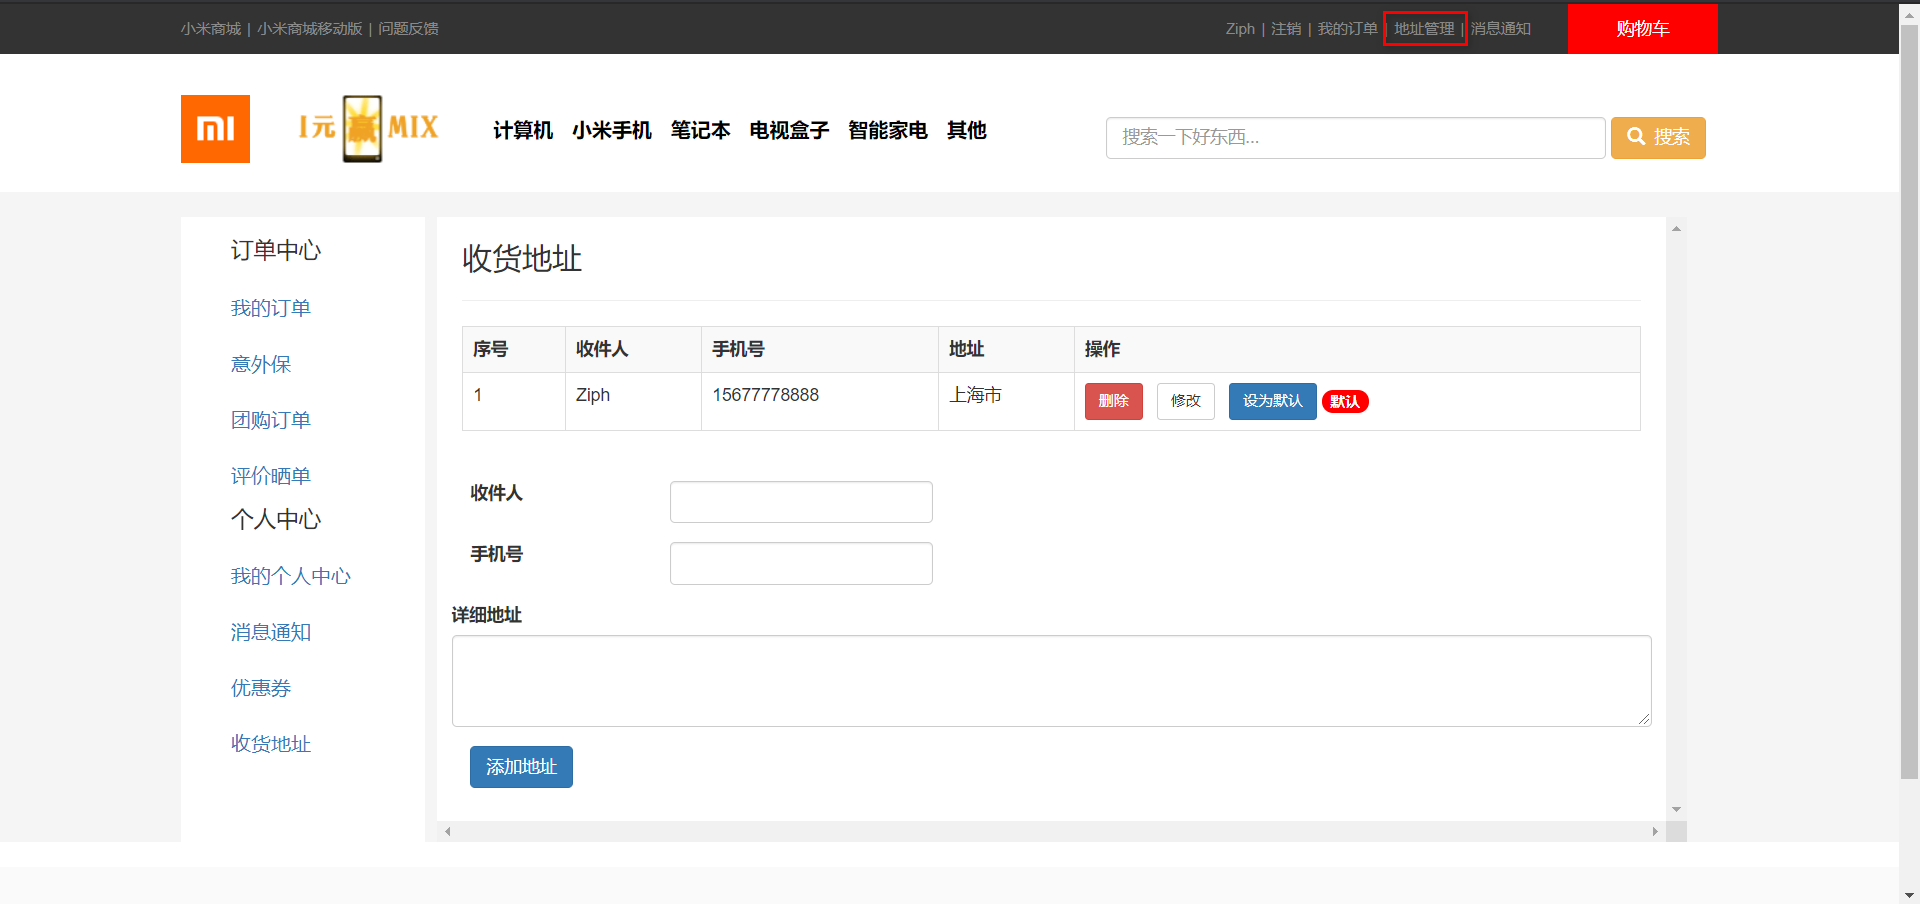 小米商城 | 小米商城移动版 | 问题反馈
Ziph | 注销 | 我的订单 | 地址管理 | 消息通知
购物车
mi
1元赢MIX
计算机 小米手机 笔记本 电视盒子 智能家电 其他
搜索一下好东西...
搜索
订单中心
我的订单
意外保
团购订单
评价晒单
个人中心
我的个人中心
消息通知
优惠券
收货地址
收货地址
序号 收件人 手机号 地址 操作
1 Ziph 15677778888 上海市 删除 修改 设为默认 默认
收件人
手机号
详细地址
添加地址